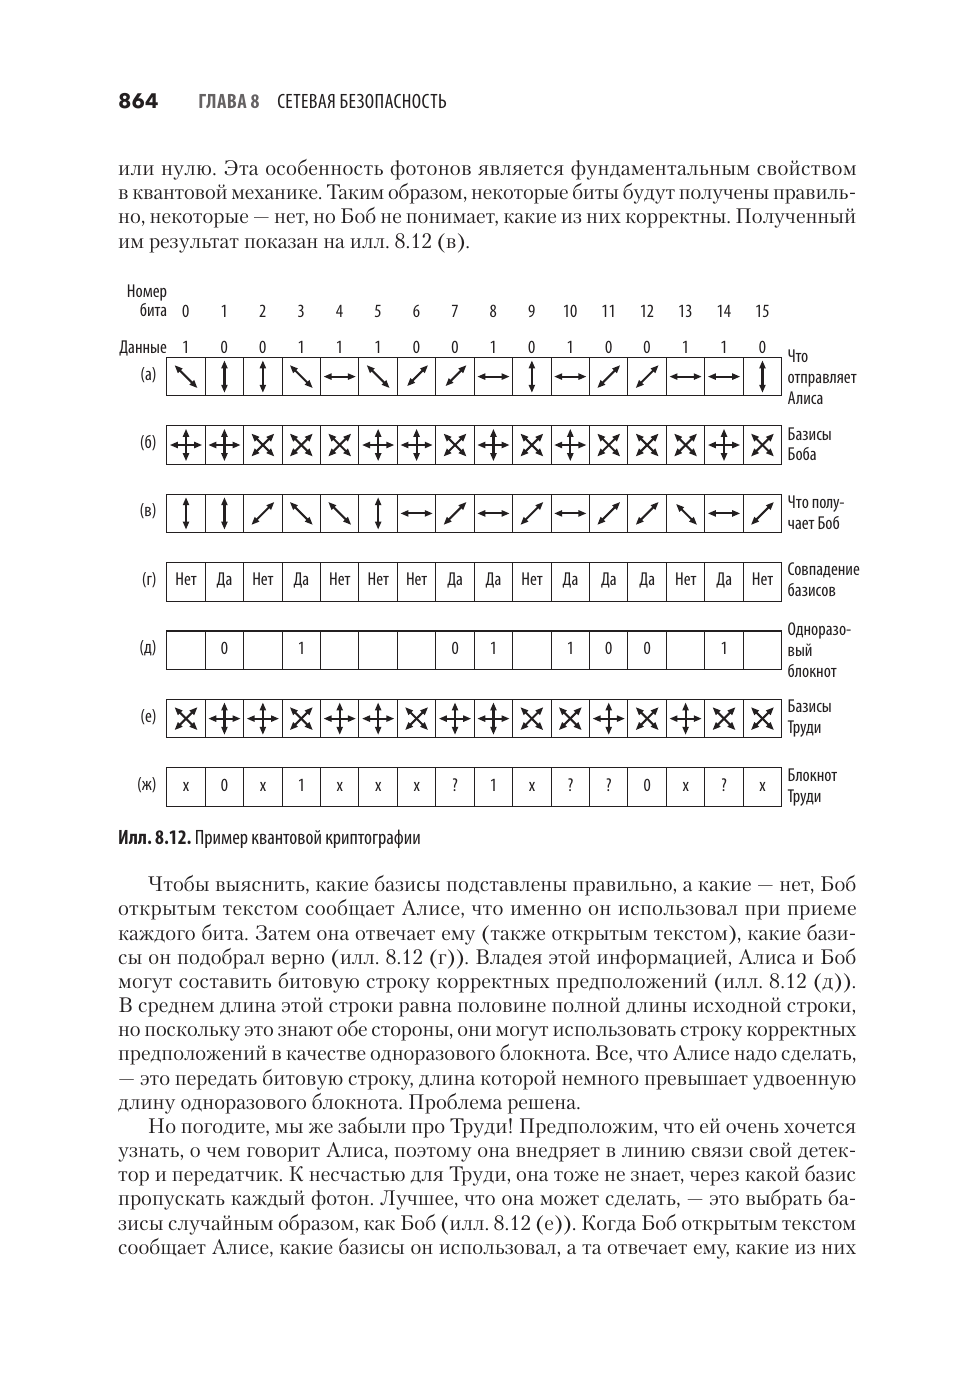 864 ГЛАВА 8 СЕТЕВАЯ БЕЗОПАСНОСТЬ
или нулю. Эта особенность фотонов является фундаментальным свойством
в квантовой механике. Таким образом, некоторые биты будут получены правиль-
но, некоторые — нет, но Боб не понимает, какие из них корректны. Полученный
им результат показан на илл. 8.12 (в).
Номер
бита 0 1 2 3 4 5 6 7 8 9 10 11 12 13 14 15
Данные 1 0 0 1 1 1 0 0 1 0 1 0 0 1 1 0
(а) Что
отправляет
Алиса
(б) Базисы
Боба
(в) Что полу-
чает Боб
(г) Нет Да Нет Да Нет Нет Нет Да Да Нет Да Да Да Нет Да Нет Совпадение
базисов
(д) 0 1 0 1 1 0 0 1 Одноразо-
вый
блокнот
(е) Базисы
Труди
(ж) x 0 x 1 x x x ? 1 x ? ? 0 x ? x Блокнот
Труди
Илл. 8.12. Пример квантовой криптографии
Чтобы выяснить, какие базисы подставлены правильно, а какие — нет, Боб
открытым текстом сообщает Алисе, что именно он использовал при приеме
каждого бита. Затем она отвечает ему (также открытым текстом), какие бази-
сы он подобрал верно (илл. 8.12 (г)). Владея этой информацией, Алиса и Боб
могут составить битовую строку корректных предположений (илл. 8.12 (д)).
В среднем длина этой строки равна половине полной длины исходной строки,
но поскольку это знают обе стороны, они могут использовать строку корректных
предположений в качестве одноразового блокнота. Все, что Алисе надо сделать,
— это передать битовую строку, длина которой немного превышает удвоенную
длину одноразового блокнота. Проблема решена.
Но погодите, мы же забыли про Труди! Предположим, что ей очень хочется
узнать, о чем говорит Алиса, поэтому она внедряет в линию связи свой детек-
тор и передатчик. К несчастью для Труди, она тоже не знает, через какой базис
пропускать каждый фотон. Лучшее, что она может сделать, — это выбрать ба-
зисы случайным образом, как Боб (илл. 8.12 (е)). Когда Боб открытым текстом
сообщает Алисе, какие базисы он использовал, а та отвечает ему, какие из них